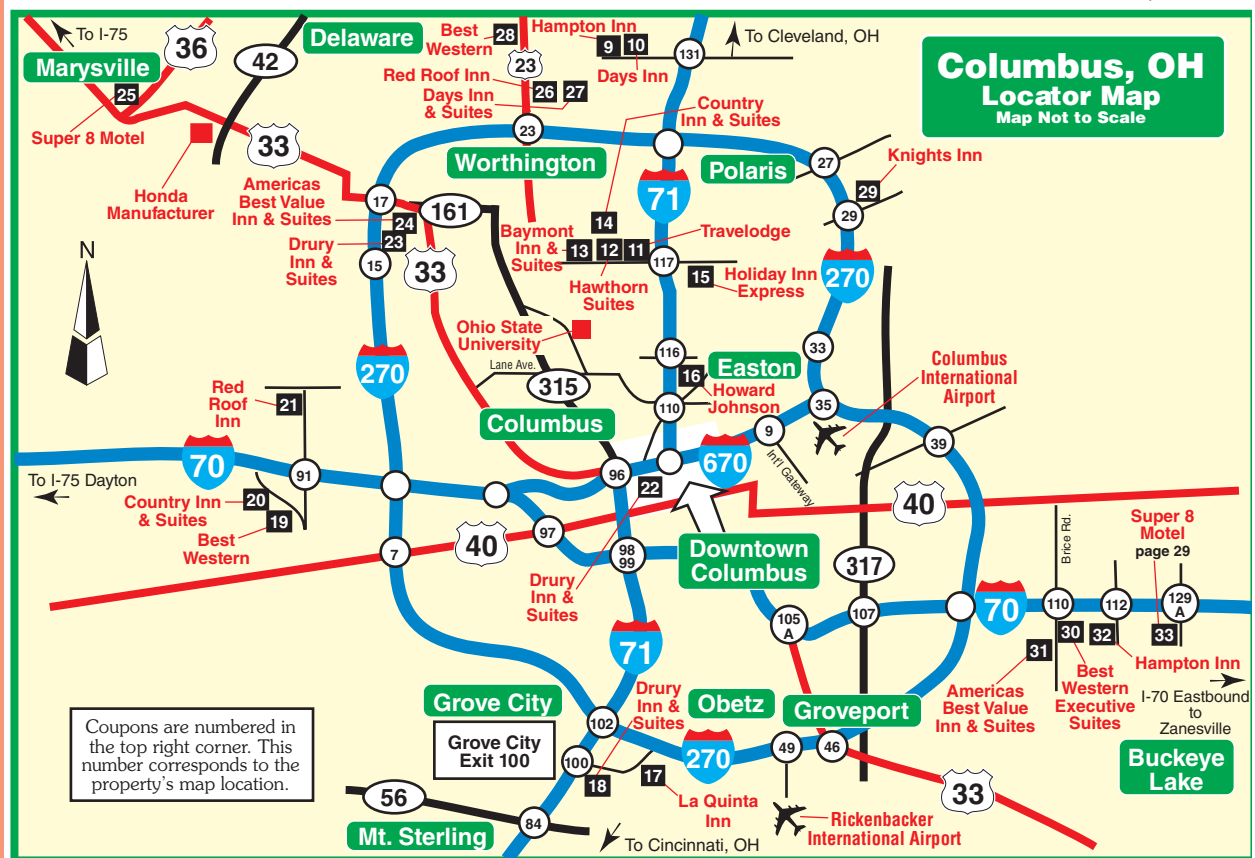 To I-75
36
42
Delaware
Marysville
25
Super 8 Motel
33
Honda
Manufacturer
Best
Western
28
23
Hampton Inn
9
10
Days Inn
131
To Cleveland, OH
Columbus, OH
Locator Map
Map Not to Scale
Red Roof Inn
26
27
Days Inn
& Suites
23
Worthington
Country
Inn & Suites
Polaris
27
Knights Inn
29
29
71
Americas
Best Value
Inn & Suites
17
24
161
23
Drury
Inn &
Suites
15
33
N
14
Baymont
Inn &
Suites
13
12
11
Travelodge
117
Hawthorn
Suites
15
Holiday Inn
Express
270
Ohio State
University
Lane Ave.
315
116
16
Howard
Johnson
Easton
110
33
Columbus
International
Airport
35
9
Int'l Gateway
39
270
Red
Roof
Inn
21
Columbus
70
91
To I-75 Dayton
20
Country Inn
& Suites
19
Best
Western
96
22
670
40
40
7
97
98
99
Drury
Inn &
Suites
Downtown
Columbus
317
Brice Rd.
Super 8
Motel
page 29
105
A
107
70
110
112
129
A
31
30
32
33
Americas
Best Value
Inn & Suites
Best
Western
Executive
Suites
Hampton Inn
I-70 Eastbound
to
Zanesville
Buckeye
Lake
71
Grove City
Grove City
Exit 100
102
100
18
Drury
Inn &
Suites
17
La Quinta
Inn
Obetz
270
Groveport
49
46
33
Rickenbacker
International Airport
Coupons are numbered in
the top right corner. This
number corresponds to the
property's map location.
56
Mt. Sterling
84
To Cincinnati, OH